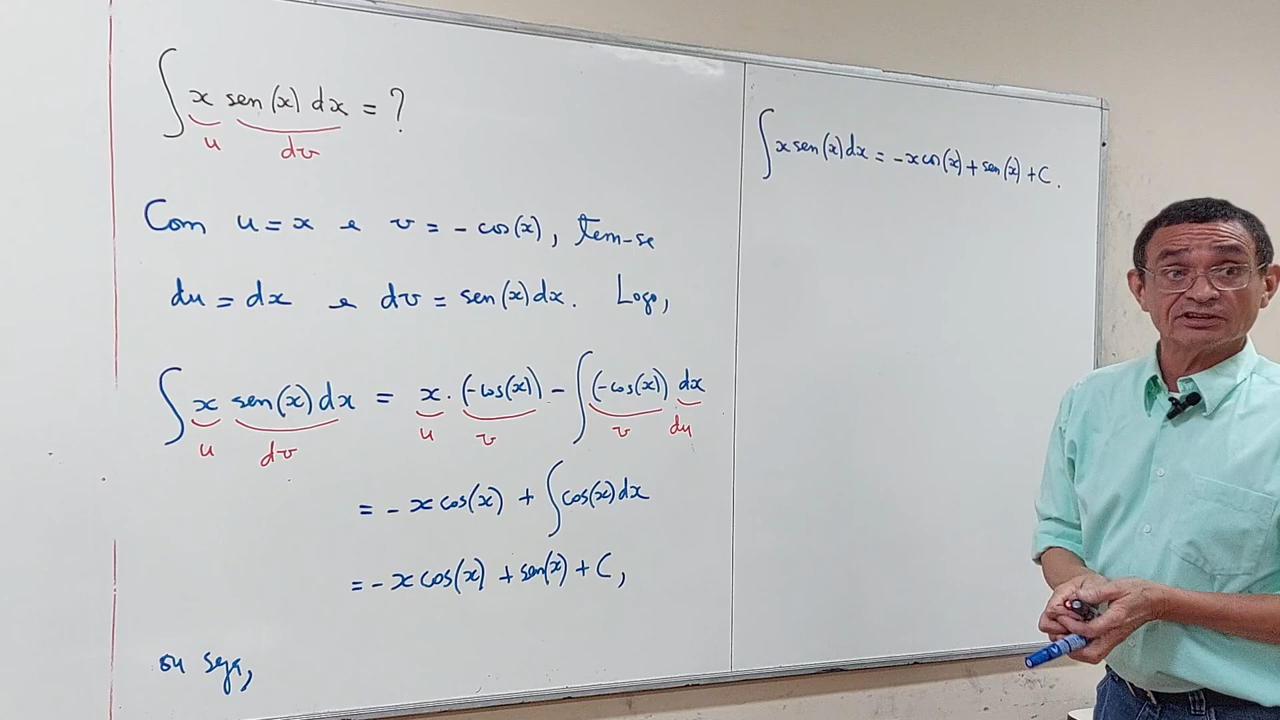 ∫ x sen(x) dx = ?
u dv
Com u = x e v = - cos(x), tem-se
du = dx e dv = sen(x) dx. Logo,
∫ x sen(x) dx = x . (-cos(x)) - ∫ (-cos(x)) dx
u dv u v v du
= - x cos(x) + ∫ cos(x) dx
= - x cos(x) + sen(x) + C,
ou seja,
∫ x sen(x) dx = - x cos(x) + sen(x) + C.